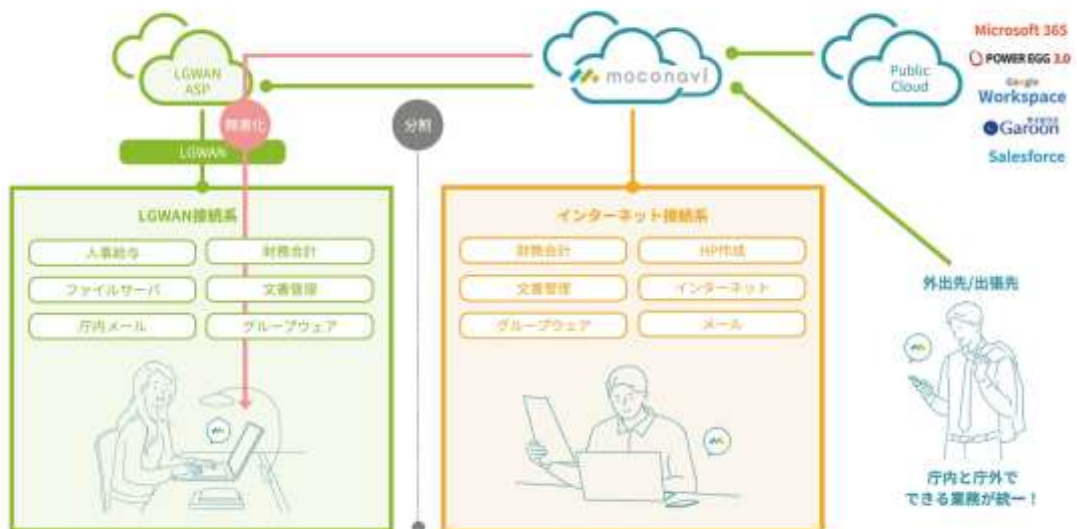 LGWAN
ASP
moconavi
Public
Cloud
Microsoft 365
POWER EGG 3.0
Google
Workspace
サイボウズ
Garoon
Salesforce
無害化
分割
LGWAN
LGWAN接続系
人事給与
財務会計
ファイルサーバ
文書管理
庁内メール
グループウェア
インターネット接続系
財務会計
HP作成
文書管理
インターネット
グループウェア
メール
外出先/出張先
庁内と庁外で
できる業務が統一！